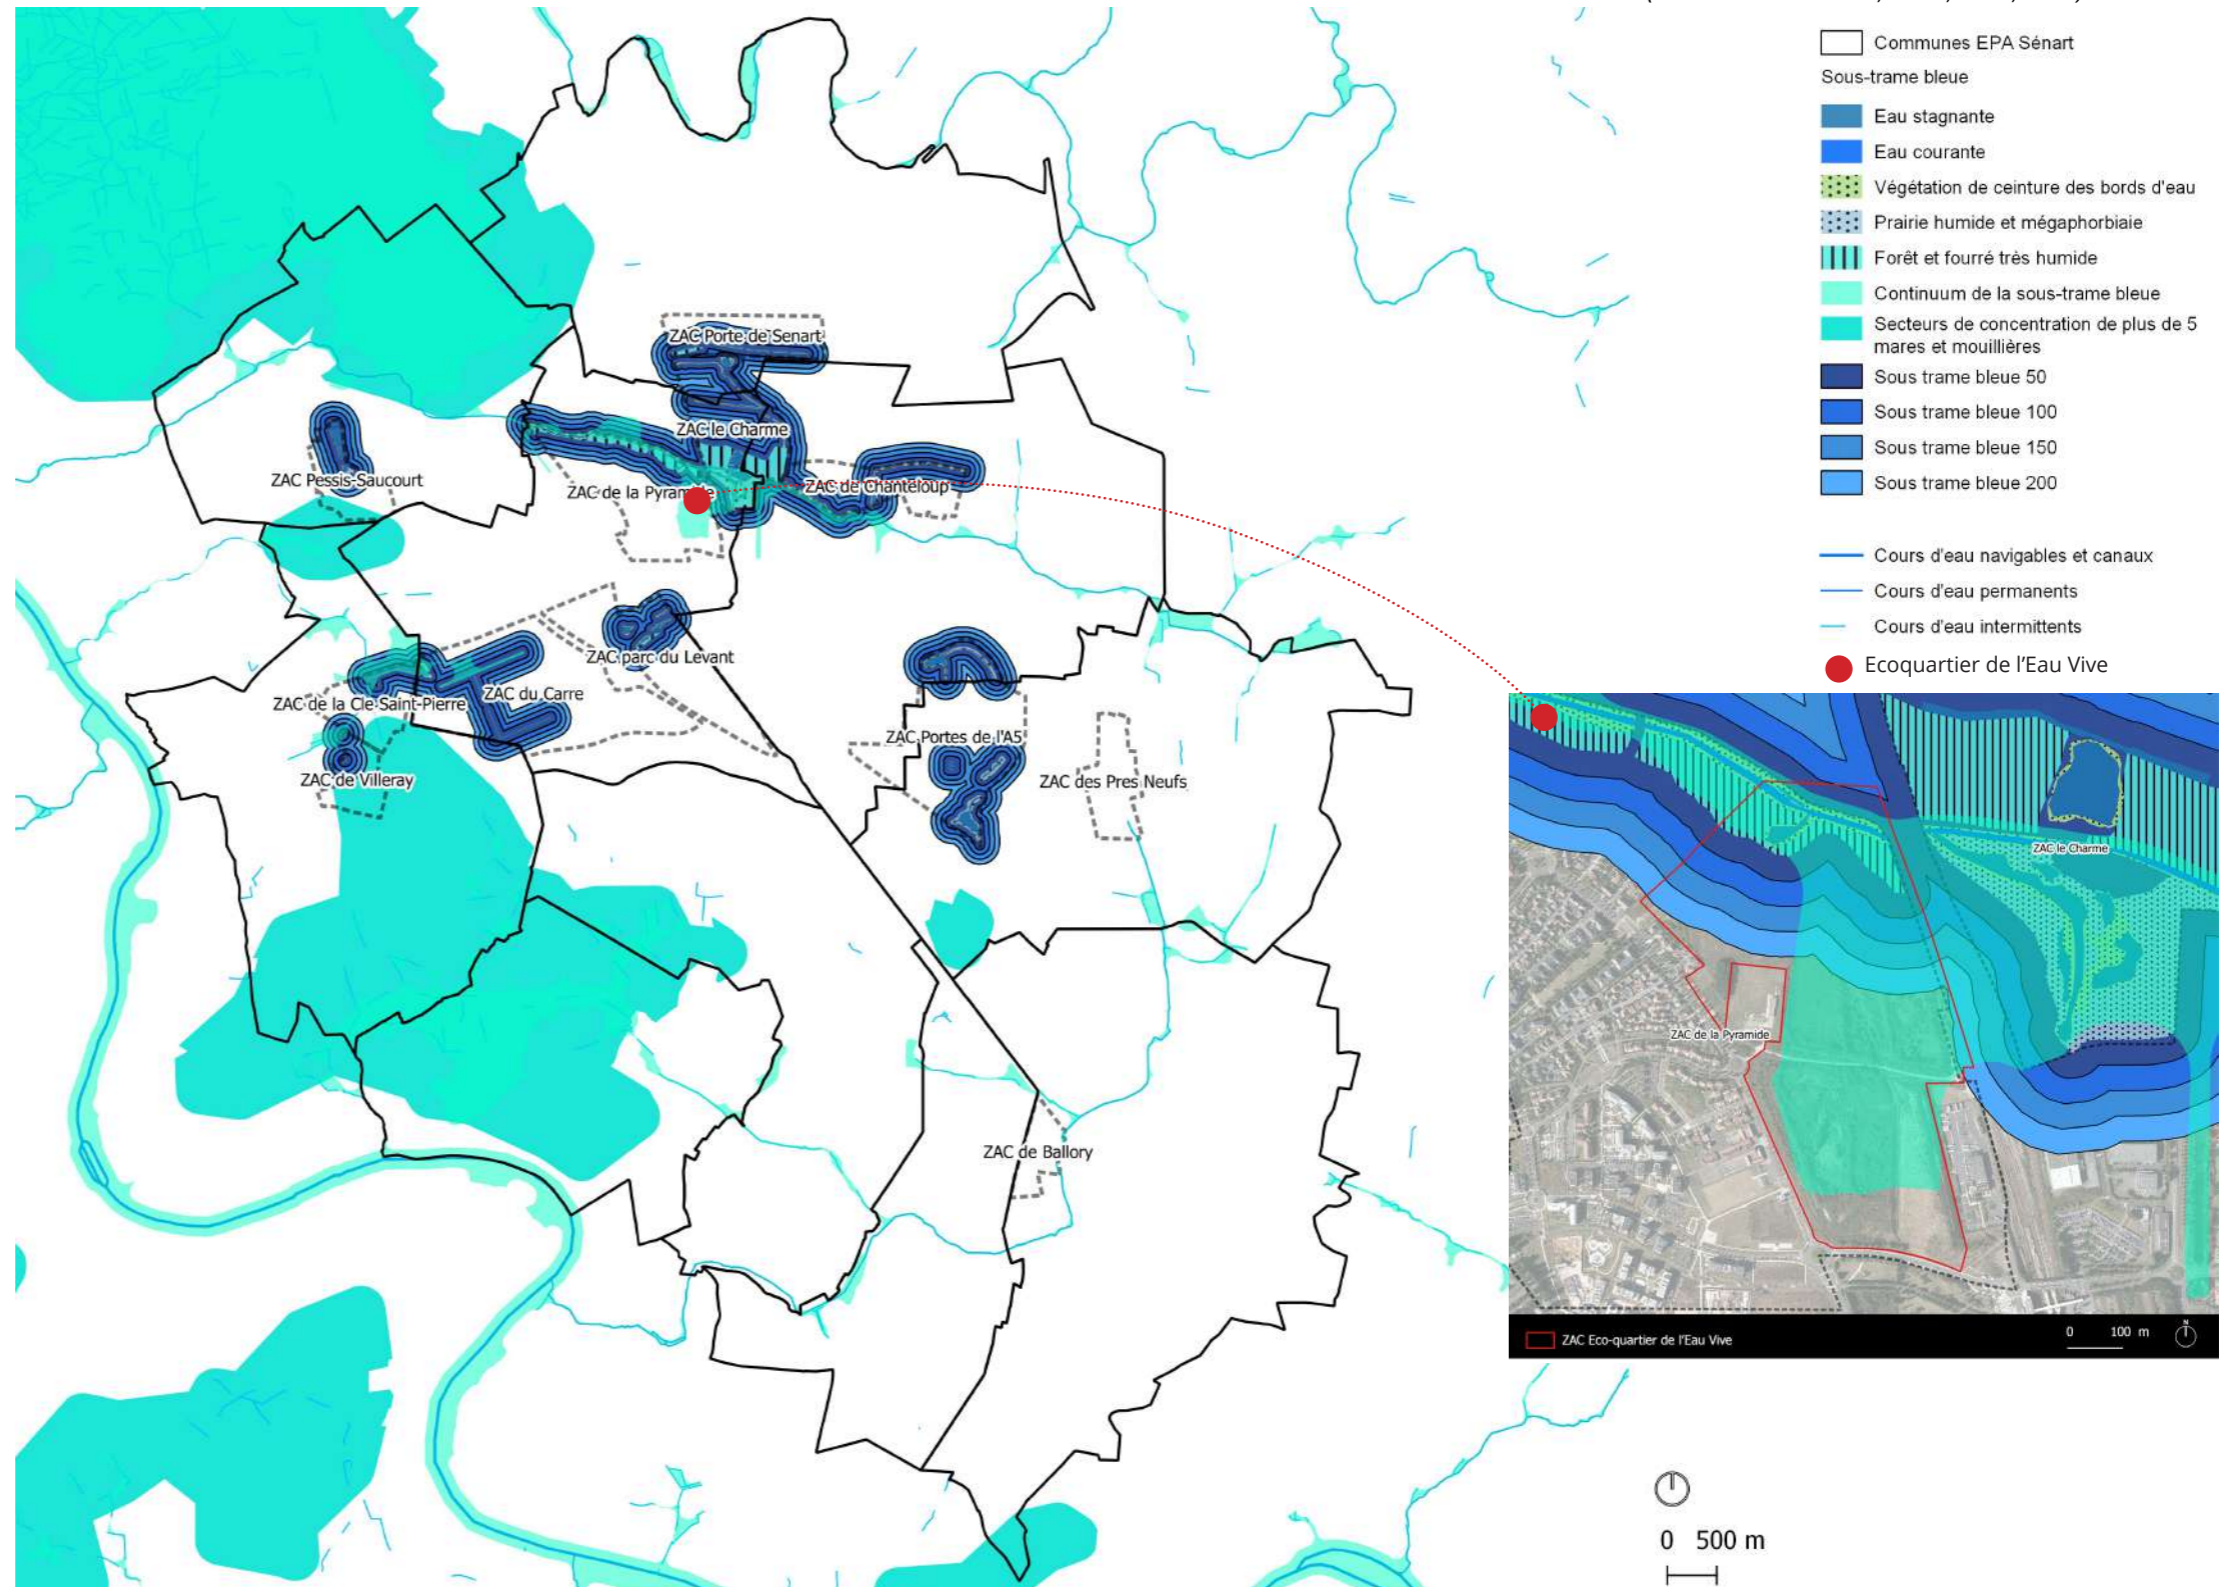 Communes EPA Sénart
Sous-trame bleue
Eau stagnante
Eau courante
Végétation de ceinture des bords d'eau
Prairie humide et mégaphorbiaie
Forêt et fourré très humide
Continuum de la sous-trame bleue
Secteurs de concentration de plus de 5
mares et mouillières
Sous trame bleue 50
Sous trame bleue 100
Sous trame bleue 150
Sous trame bleue 200
Cours d'eau navigables et canaux
Cours d'eau permanents
Cours d'eau intermittents
Ecoquartier de l'Eau Vive
ZAC Porte de Senart
ZAC le Charme
ZAC Pessis-Saucourt
ZAC de la Pyramide
ZAC de Chanteloup
ZAC parc du Levant
ZAC du Carre
ZAC de la Cle Saint-Pierre
ZAC de Villeray
ZAC Portes de l'A5
ZAC des Pres Neufs
ZAC de Ballory
ZAC le Charme
ZAC de la Pyramide
ZAC Eco-quartier de l'Eau Vive
0 100 m
N
0 500 m